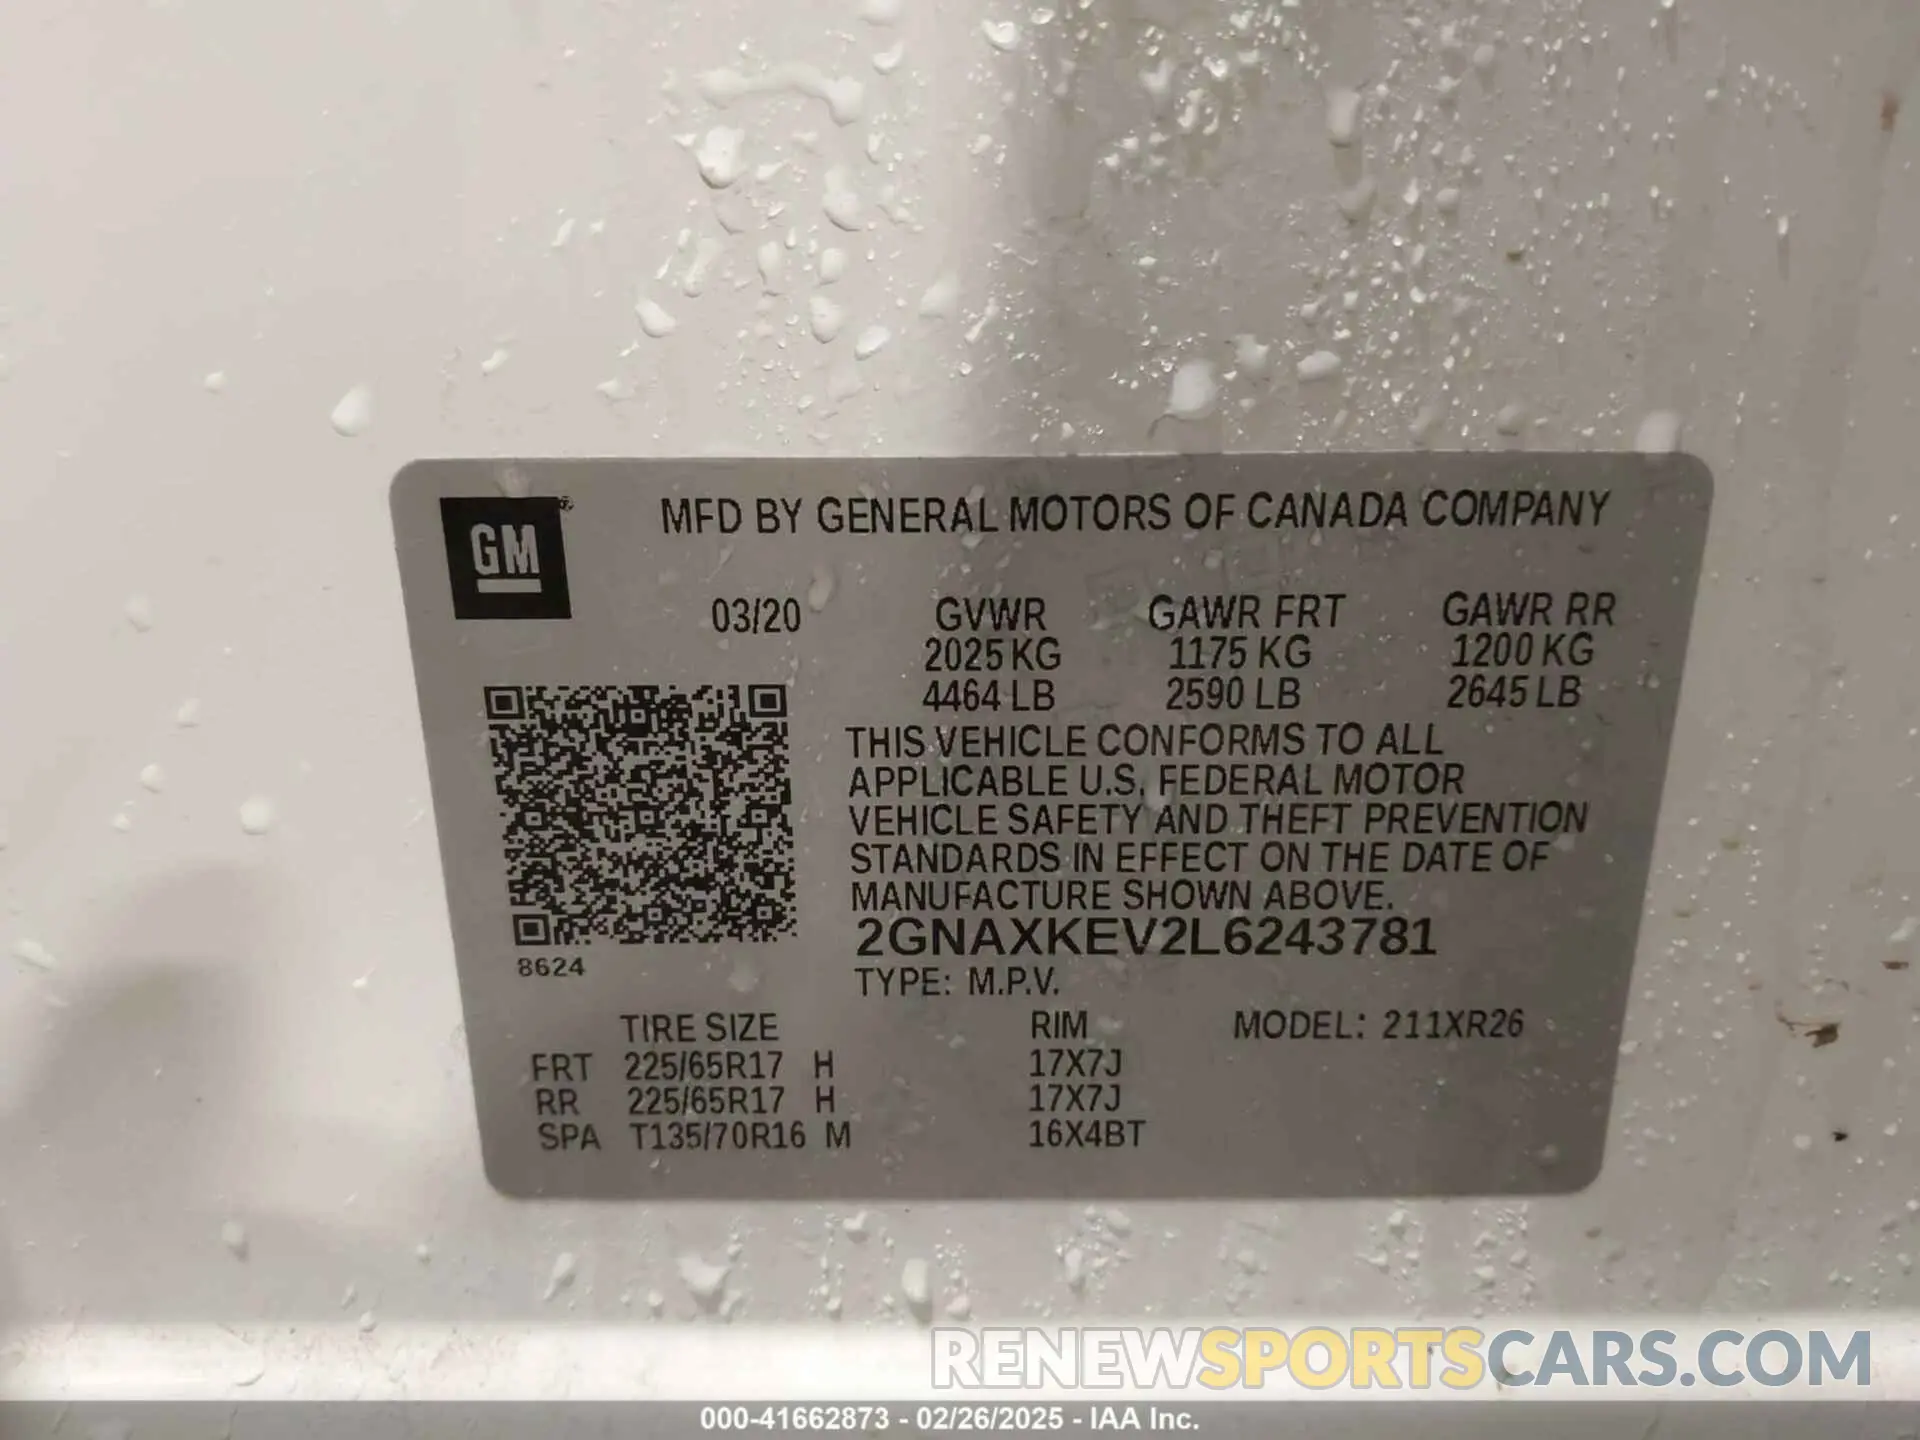 GM ®
MFD BY GENERAL MOTORS OF CANADA COMPANY
03/20 GVWR GAWR FRT GAWR RR
2025 KG 1175 KG 1200 KG
4464 LB 2590 LB 2645 LB
THIS VEHICLE CONFORMS TO ALL
APPLICABLE U.S. FEDERAL MOTOR
VEHICLE SAFETY AND THEFT PREVENTION
STANDARDS IN EFFECT ON THE DATE OF
MANUFACTURE SHOWN ABOVE.
2GNAXKEV2L6243781
8624
TYPE: M.P.V.
TIRE SIZE RIM MODEL: 211XR26
FRT 225/65R17 H 17X7J
RR 225/65R17 H 17X7J
SPA T135/70R16 M 16X4BT
RENEWSPORTSCARS.COM
000-41662873 - 02/26/2025 - IAA Inc.